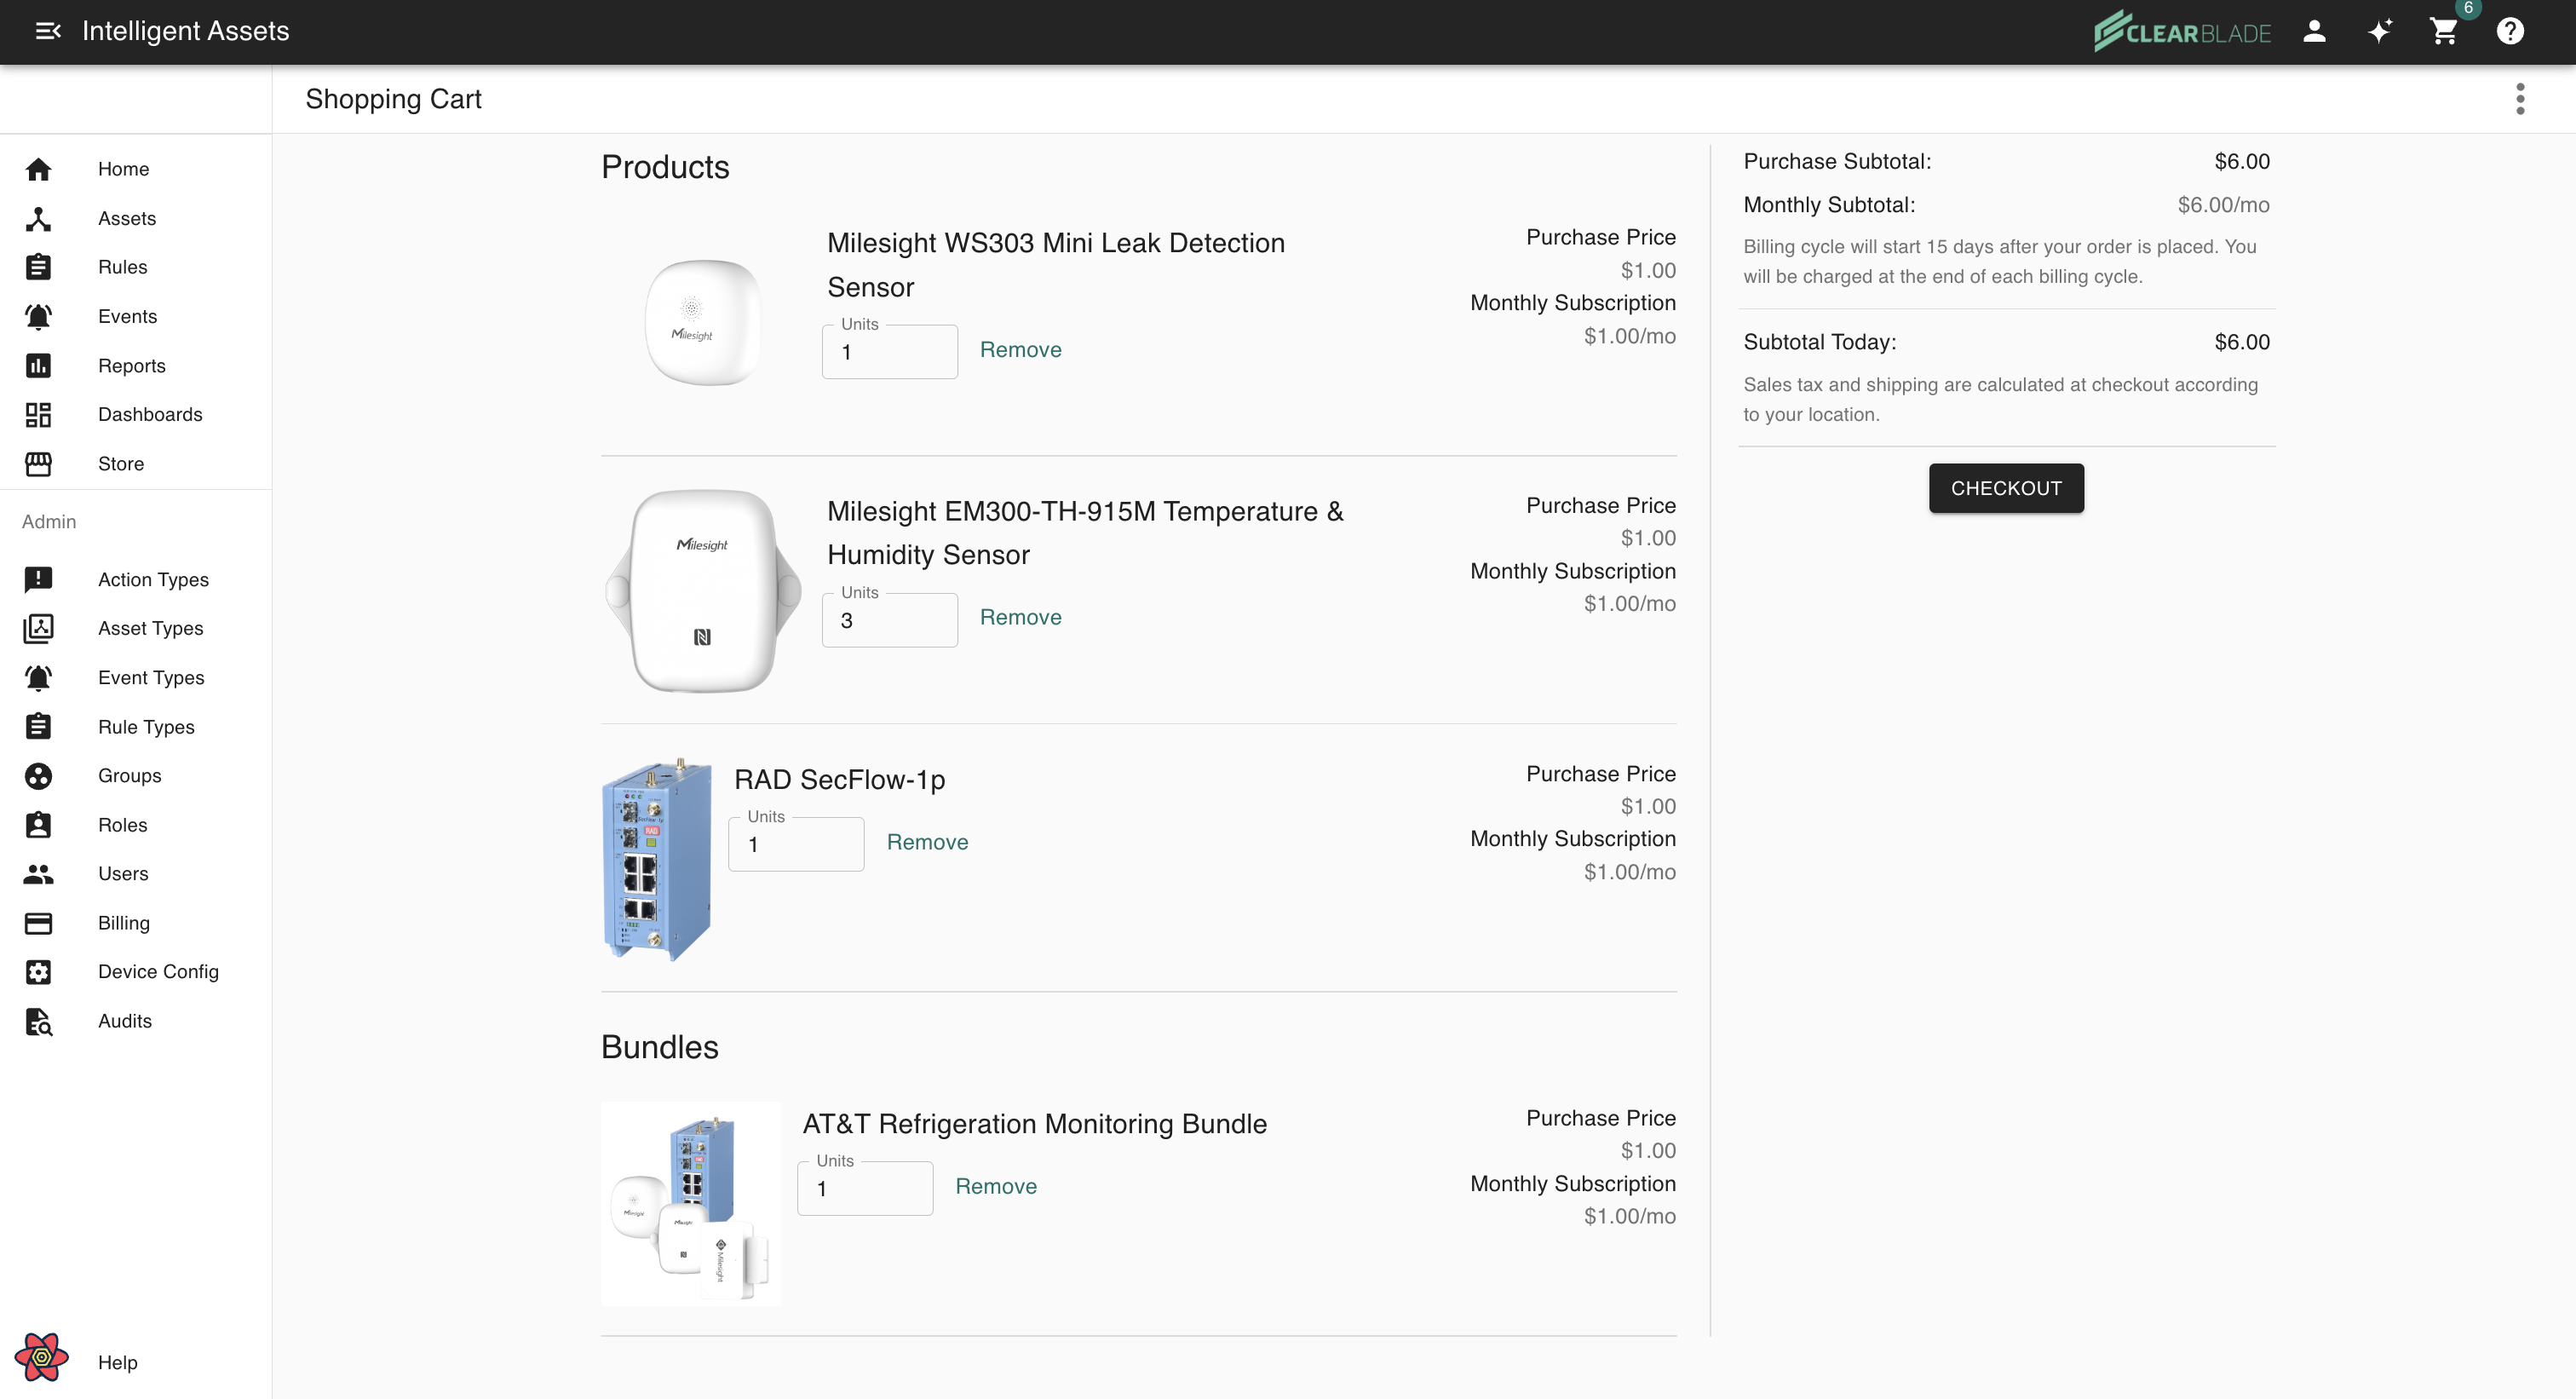 Intelligent Assets
CLEARBLADE
6
Shopping Cart
Home
Assets
Rules
Events
Reports
Dashboards
Store
Admin
Action Types
Asset Types
Event Types
Rule Types
Groups
Roles
Users
Billing
Device Config
Audits
Help
Products
Milesight
Milesight WS303 Mini Leak Detection
Sensor
Units
1
Remove
Purchase Price
$1.00
Monthly Subscription
$1.00/mo
Milesight
Milesight EM300-TH-915M Temperature &
Humidity Sensor
Units
3
Remove
Purchase Price
$1.00
Monthly Subscription
$1.00/mo
RAD
RAD SecFlow-1p
Units
1
Remove
Purchase Price
$1.00
Monthly Subscription
$1.00/mo
Bundles
Milesight
Milesight
Milesight
AT&T Refrigeration Monitoring Bundle
Units
1
Remove
Purchase Price
$1.00
Monthly Subscription
$1.00/mo
Purchase Subtotal:
$6.00
Monthly Subtotal:
$6.00/mo
Billing cycle will start 15 days after your order is placed. You
will be charged at the end of each billing cycle.
Subtotal Today:
$6.00
Sales tax and shipping are calculated at checkout according
to your location.
CHECKOUT